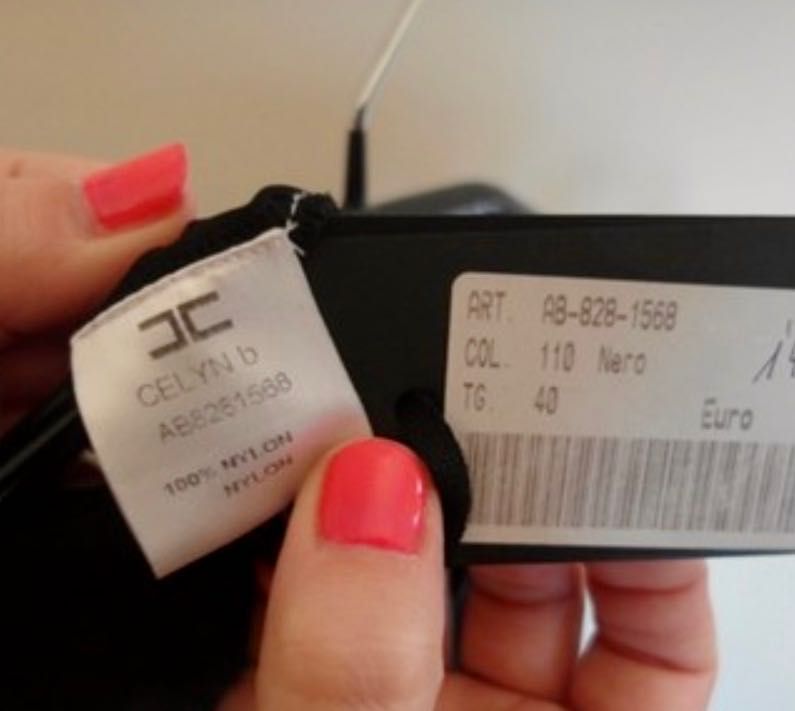 CELYN b
AB8281568
100% NYLON
NYLON
ART. AB-828-1568
COL. 110 Nero
TG. 40
Euro